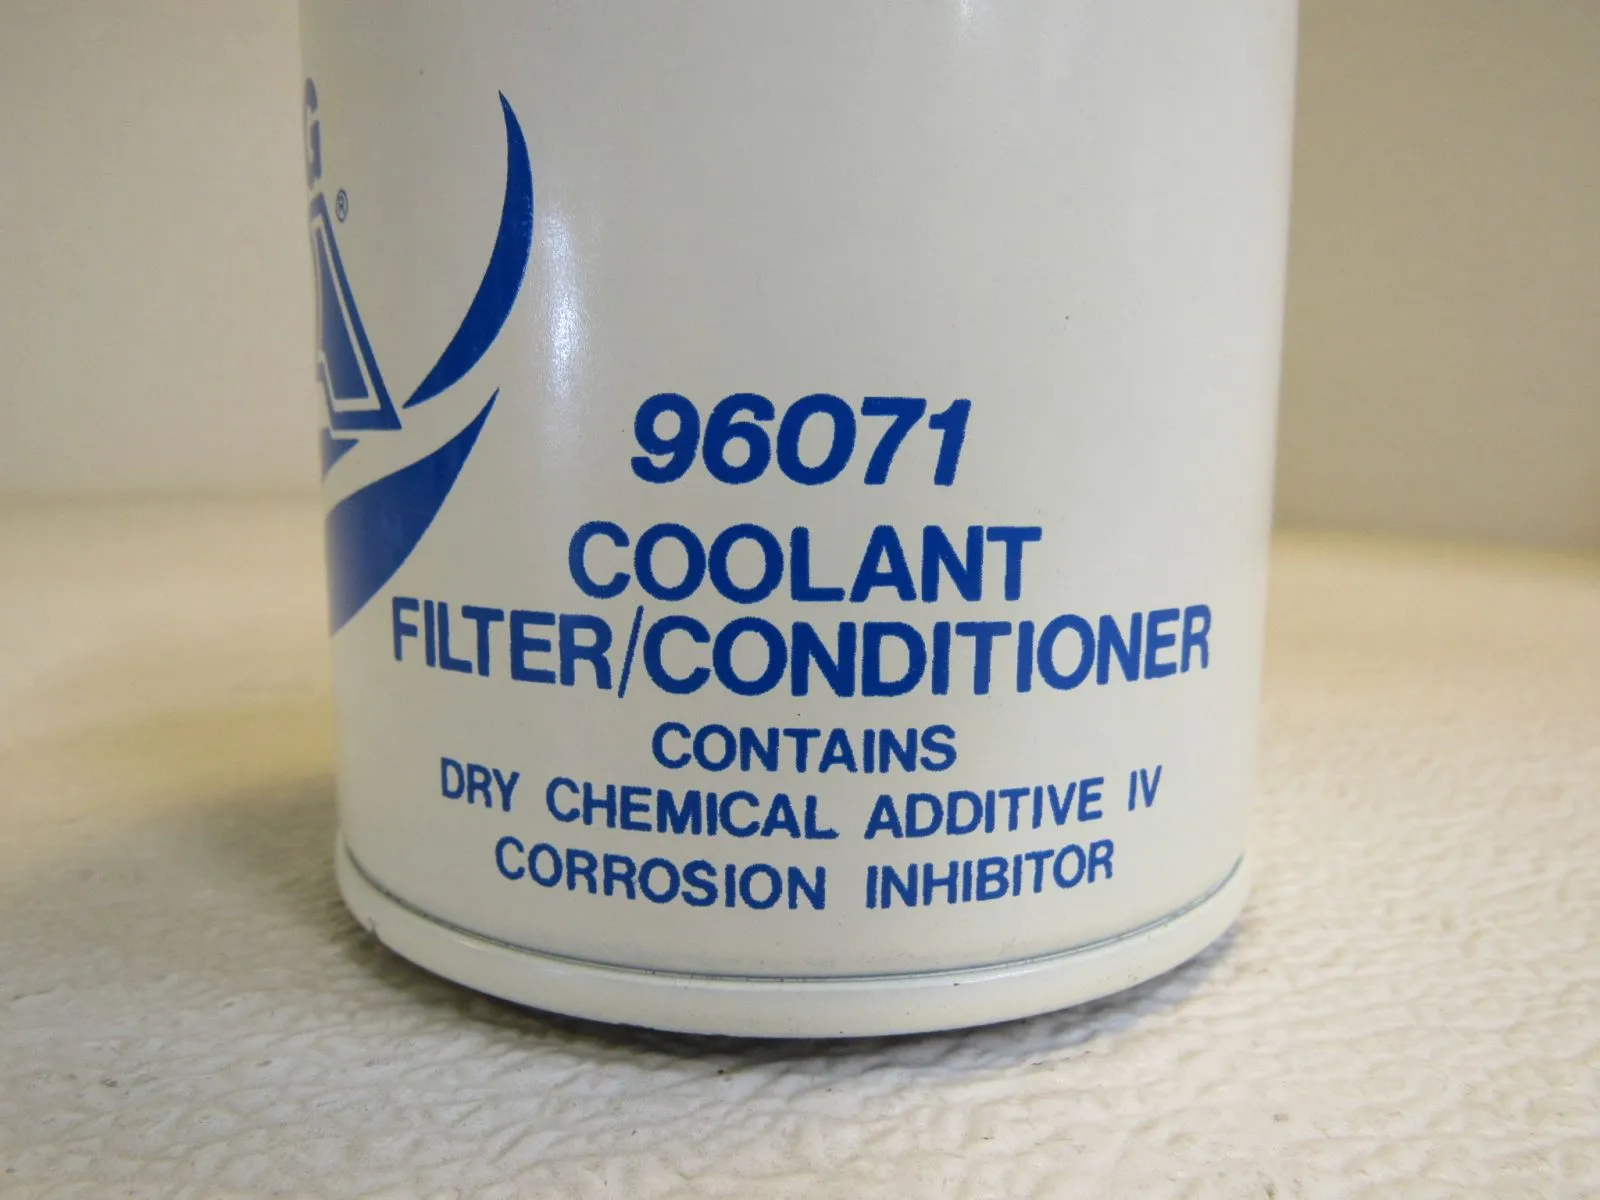 G
A®
96071
COOLANT
FILTER/CONDITIONER
CONTAINS
DRY CHEMICAL ADDITIVE IV
CORROSION INHIBITOR